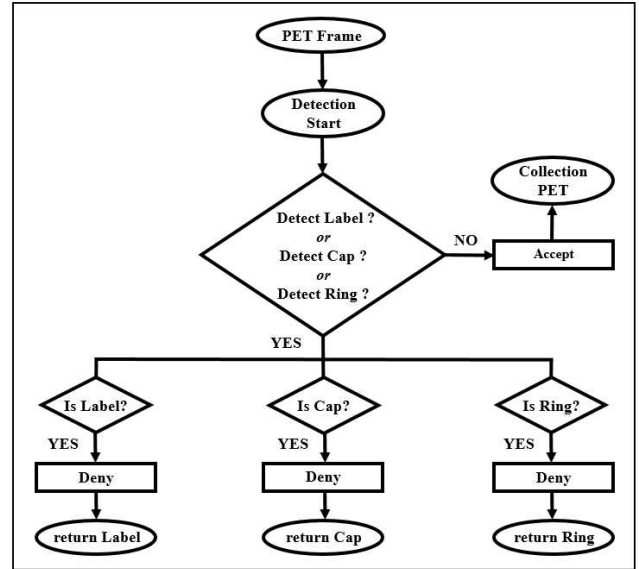 PET Frame
Detection
Start
Collection
PET
Detect Label ?
or
Detect Cap ?
or
Detect Ring ?
NO
Accept
YES
Is Label?
Is Cap?
Is Ring?
YES
YES
YES
Deny
Deny
Deny
return Label
return Cap
return Ring